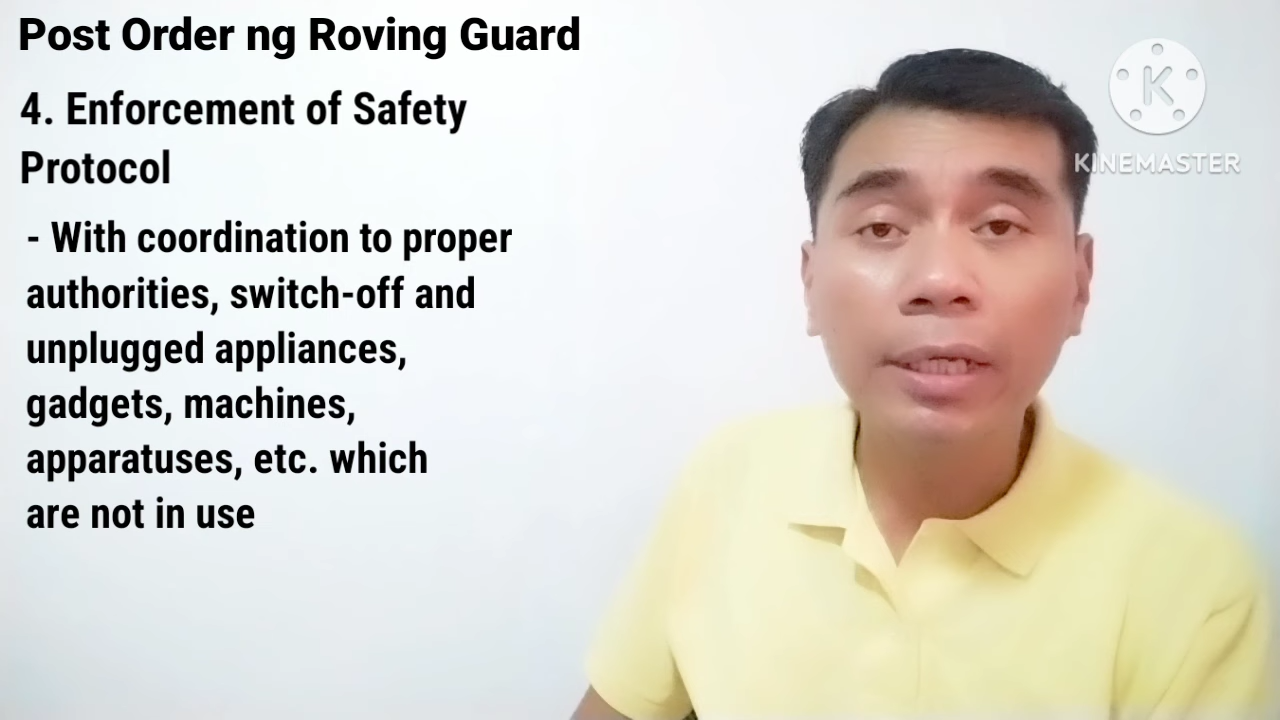 Post Order ng Roving Guard
4. Enforcement of Safety
Protocol
- With coordination to proper
authorities, switch-off and
unplugged appliances,
gadgets, machines,
apparatuses, etc. which
are not in use
K
KINEMASTER